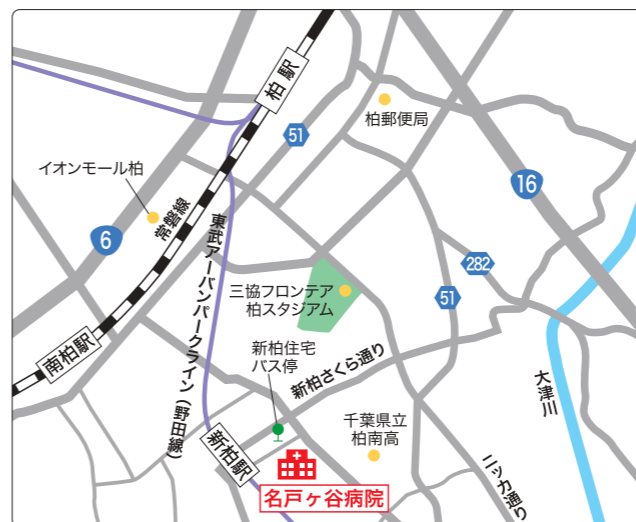 柏駅
柏郵便局
51
イオンモール柏
16
常磐線
6
東武アーバンパークライン(野田線)
282
三協フロンテア
柏スタジアム
51
南柏駅
新柏住宅
バス停
新柏さくら通り
大津川
千葉県立
柏南高
新柏駅
ニッカ通り
名戸ヶ谷病院